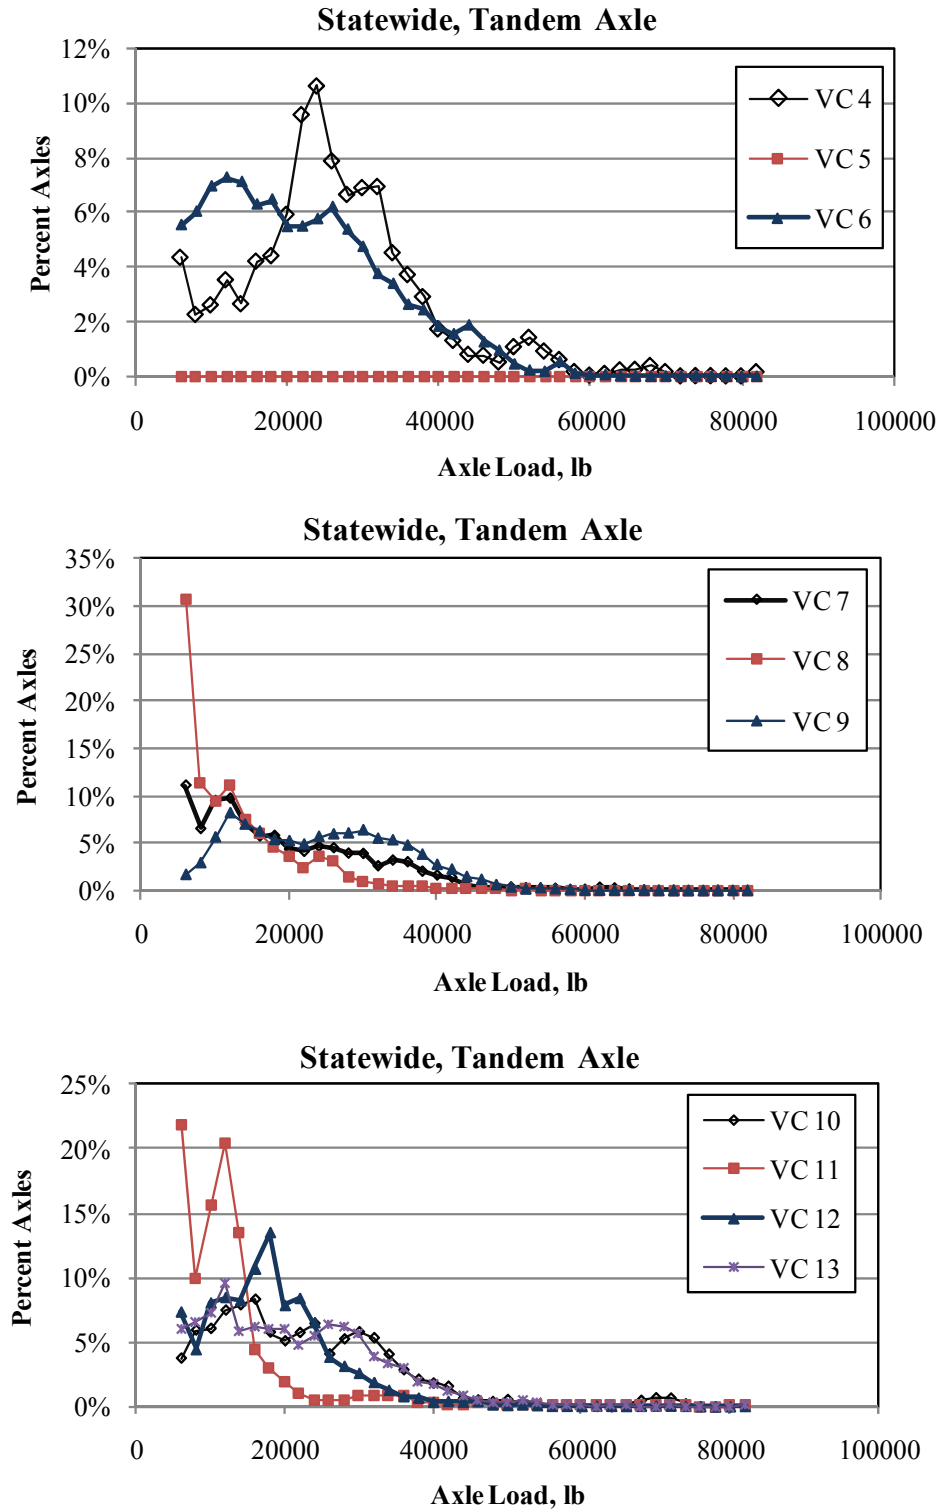 Statewide, Tandem Axle
12%
10%
8%
6%
4%
2%
0%
Percent Axles
VC 4
VC 5
VC 6
0 20000 40000 60000 80000 100000
Axle Load, lb
Statewide, Tandem Axle
35%
30%
25%
20%
15%
10%
5%
0%
Percent Axles
VC 7
VC 8
VC 9
0 20000 40000 60000 80000 100000
Axle Load, lb
Statewide, Tandem Axle
25%
20%
15%
10%
5%
0%
Percent Axles
VC 10
VC 11
VC 12
VC 13
0 20000 40000 60000 80000 100000
Axle Load, lb